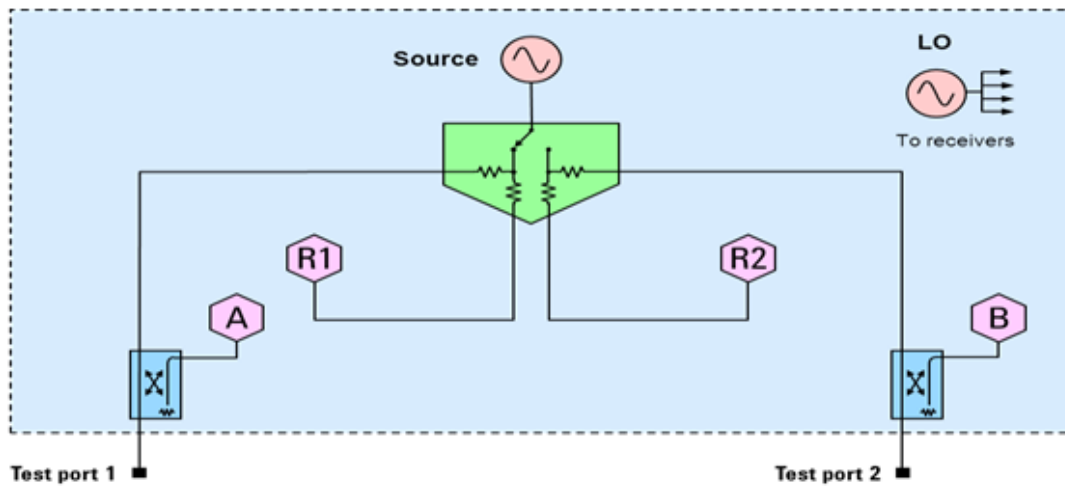 Source
LO
To receivers
R1
R2
A
B
Test port 1
Test port 2